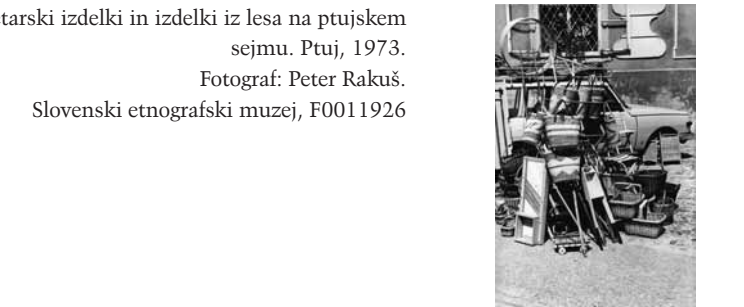 tarski izdelki in izdelki iz lesa na ptujskem
sejmu. Ptuj, 1973.
Fotograf: Peter Rakuš.
Slovenski etnografski muzej, F0011926